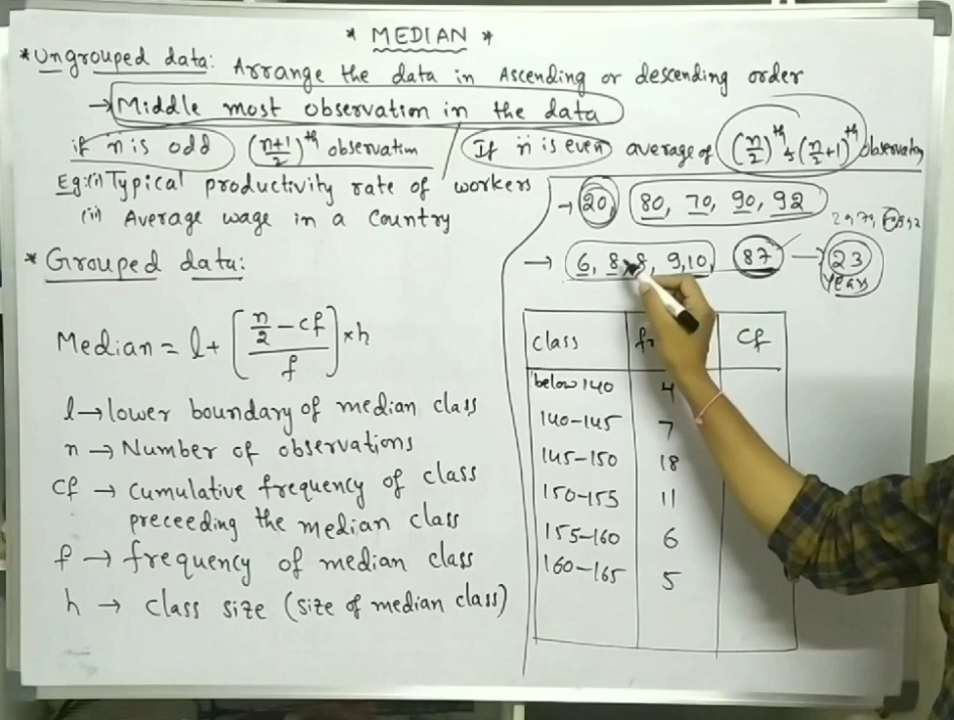 * MEDIAN *
* Ungrouped data: Arrange the data in Ascending or descending order
→ Middle most observation in the data
if n is odd (n+1/2)th observation If n is even average of (n/2)th & (n/2+1)th observation
Eg:(i) Typical productivity rate of workers
(ii) Average wage in a country
→ 20, 80, 70, 90, 92
→ 6, 8, 8, 9, 10, 87 → 23 years
* Grouped data:
Median = l + [n/2 - cf / f] × h
l → lower boundary of median class
n → Number of observations
cf → cumulative frequency of class
preceeding the median class
f → frequency of median class
h → class size (size of median class)
class Cf
below 140 4
140-145 7
145-150 18
150-155 11
155-160 6
160-165 5